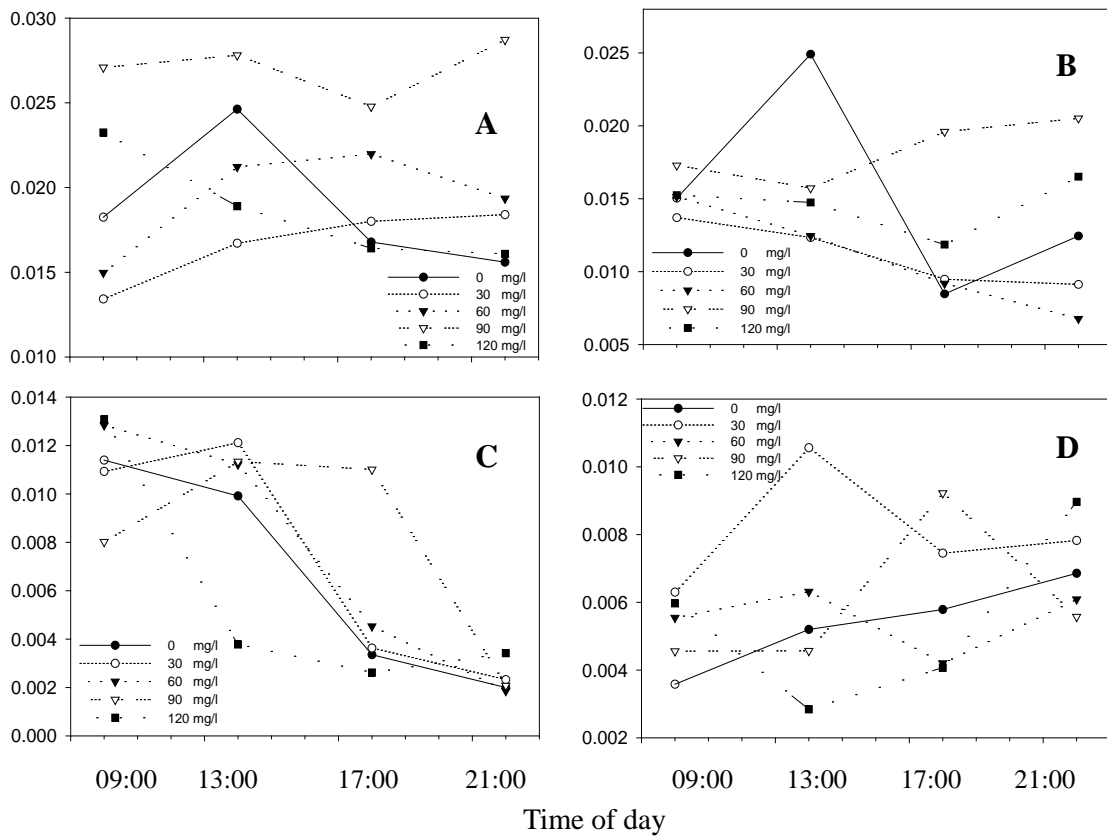 0.030
0.025
0.020
0.015
0.010
A
0 mg/l
30 mg/l
60 mg/l
90 mg/l
120 mg/l
0.025
0.020
0.015
0.010
0.005
B
0 mg/l
30 mg/l
60 mg/l
90 mg/l
120 mg/l
0.014
0.012
0.010
0.008
0.006
0.004
0.002
0.000
C
0 mg/l
30 mg/l
60 mg/l
90 mg/l
120 mg/l
09:00 13:00 17:00 21:00
0.012
0.010
0.008
0.006
0.004
0.002
D
0 mg/l
30 mg/l
60 mg/l
90 mg/l
120 mg/l
09:00 13:00 17:00 21:00
Time of day